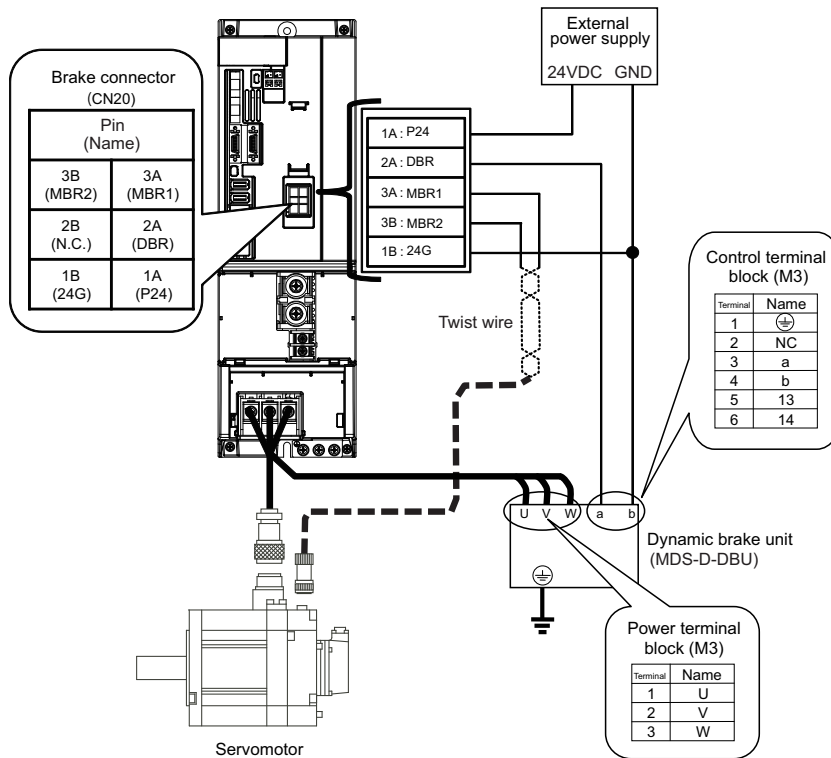 External
power supply
24VDC GND
Brake connector
(CN20)
Pin
(Name)
3B
(MBR2)
3A
(MBR1)
2B
(N.C.)
2A
(DBR)
1B
(24G)
1A
(P24)
1A : P24
2A : DBR
3A : MBR1
3B : MBR2
1B : 24G
Twist wire
Control terminal
block (M3)
Terminal Name
1
2 NC
3 a
4 b
5 13
6 14
U V W a b
Dynamic brake unit
(MDS-D-DBU)
Power terminal
block (M3)
Terminal Name
1 U
2 V
3 W
Servomotor